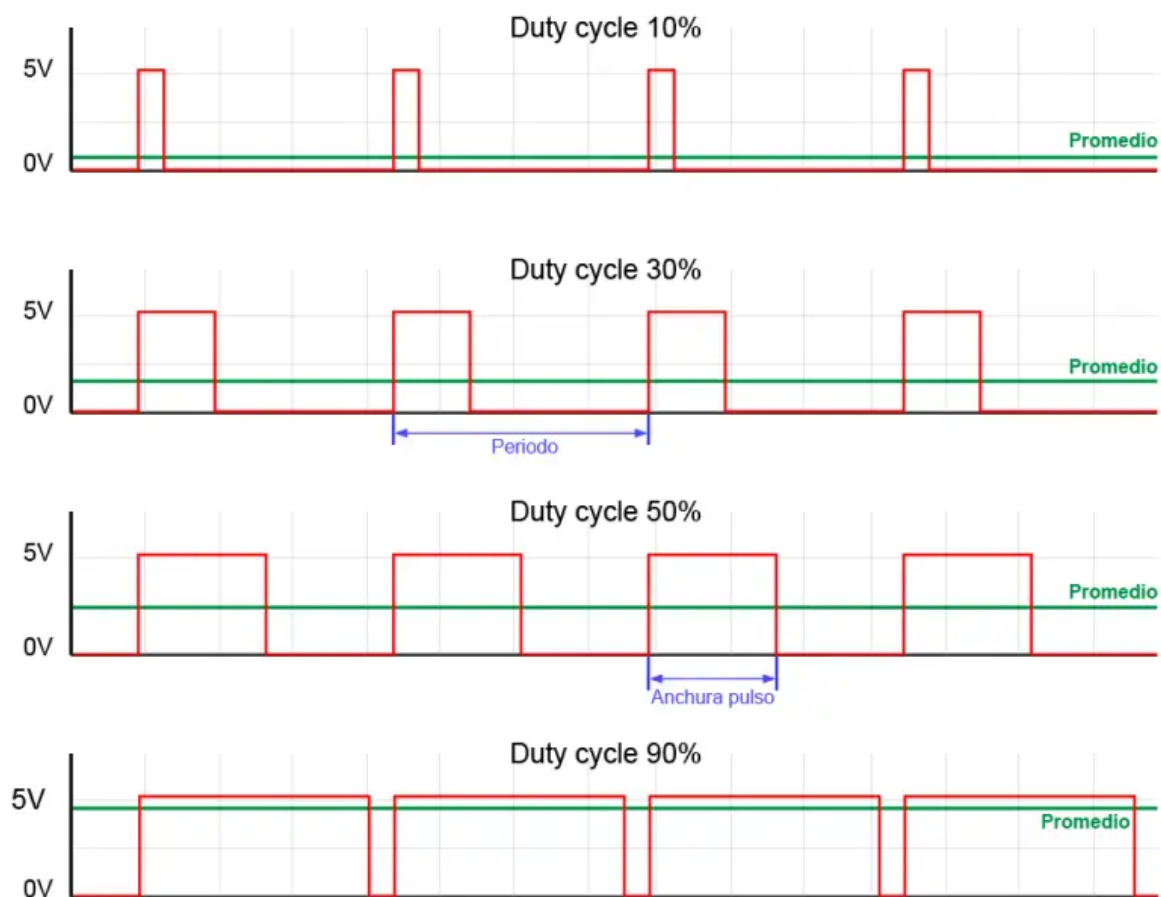 Duty cycle 10%
5V
Promedio
0V
Duty cycle 30%
5V
Promedio
0V
Periodo
Duty cycle 50%
5V
Promedio
0V
Anchura pulso
Duty cycle 90%
5V
Promedio
0V